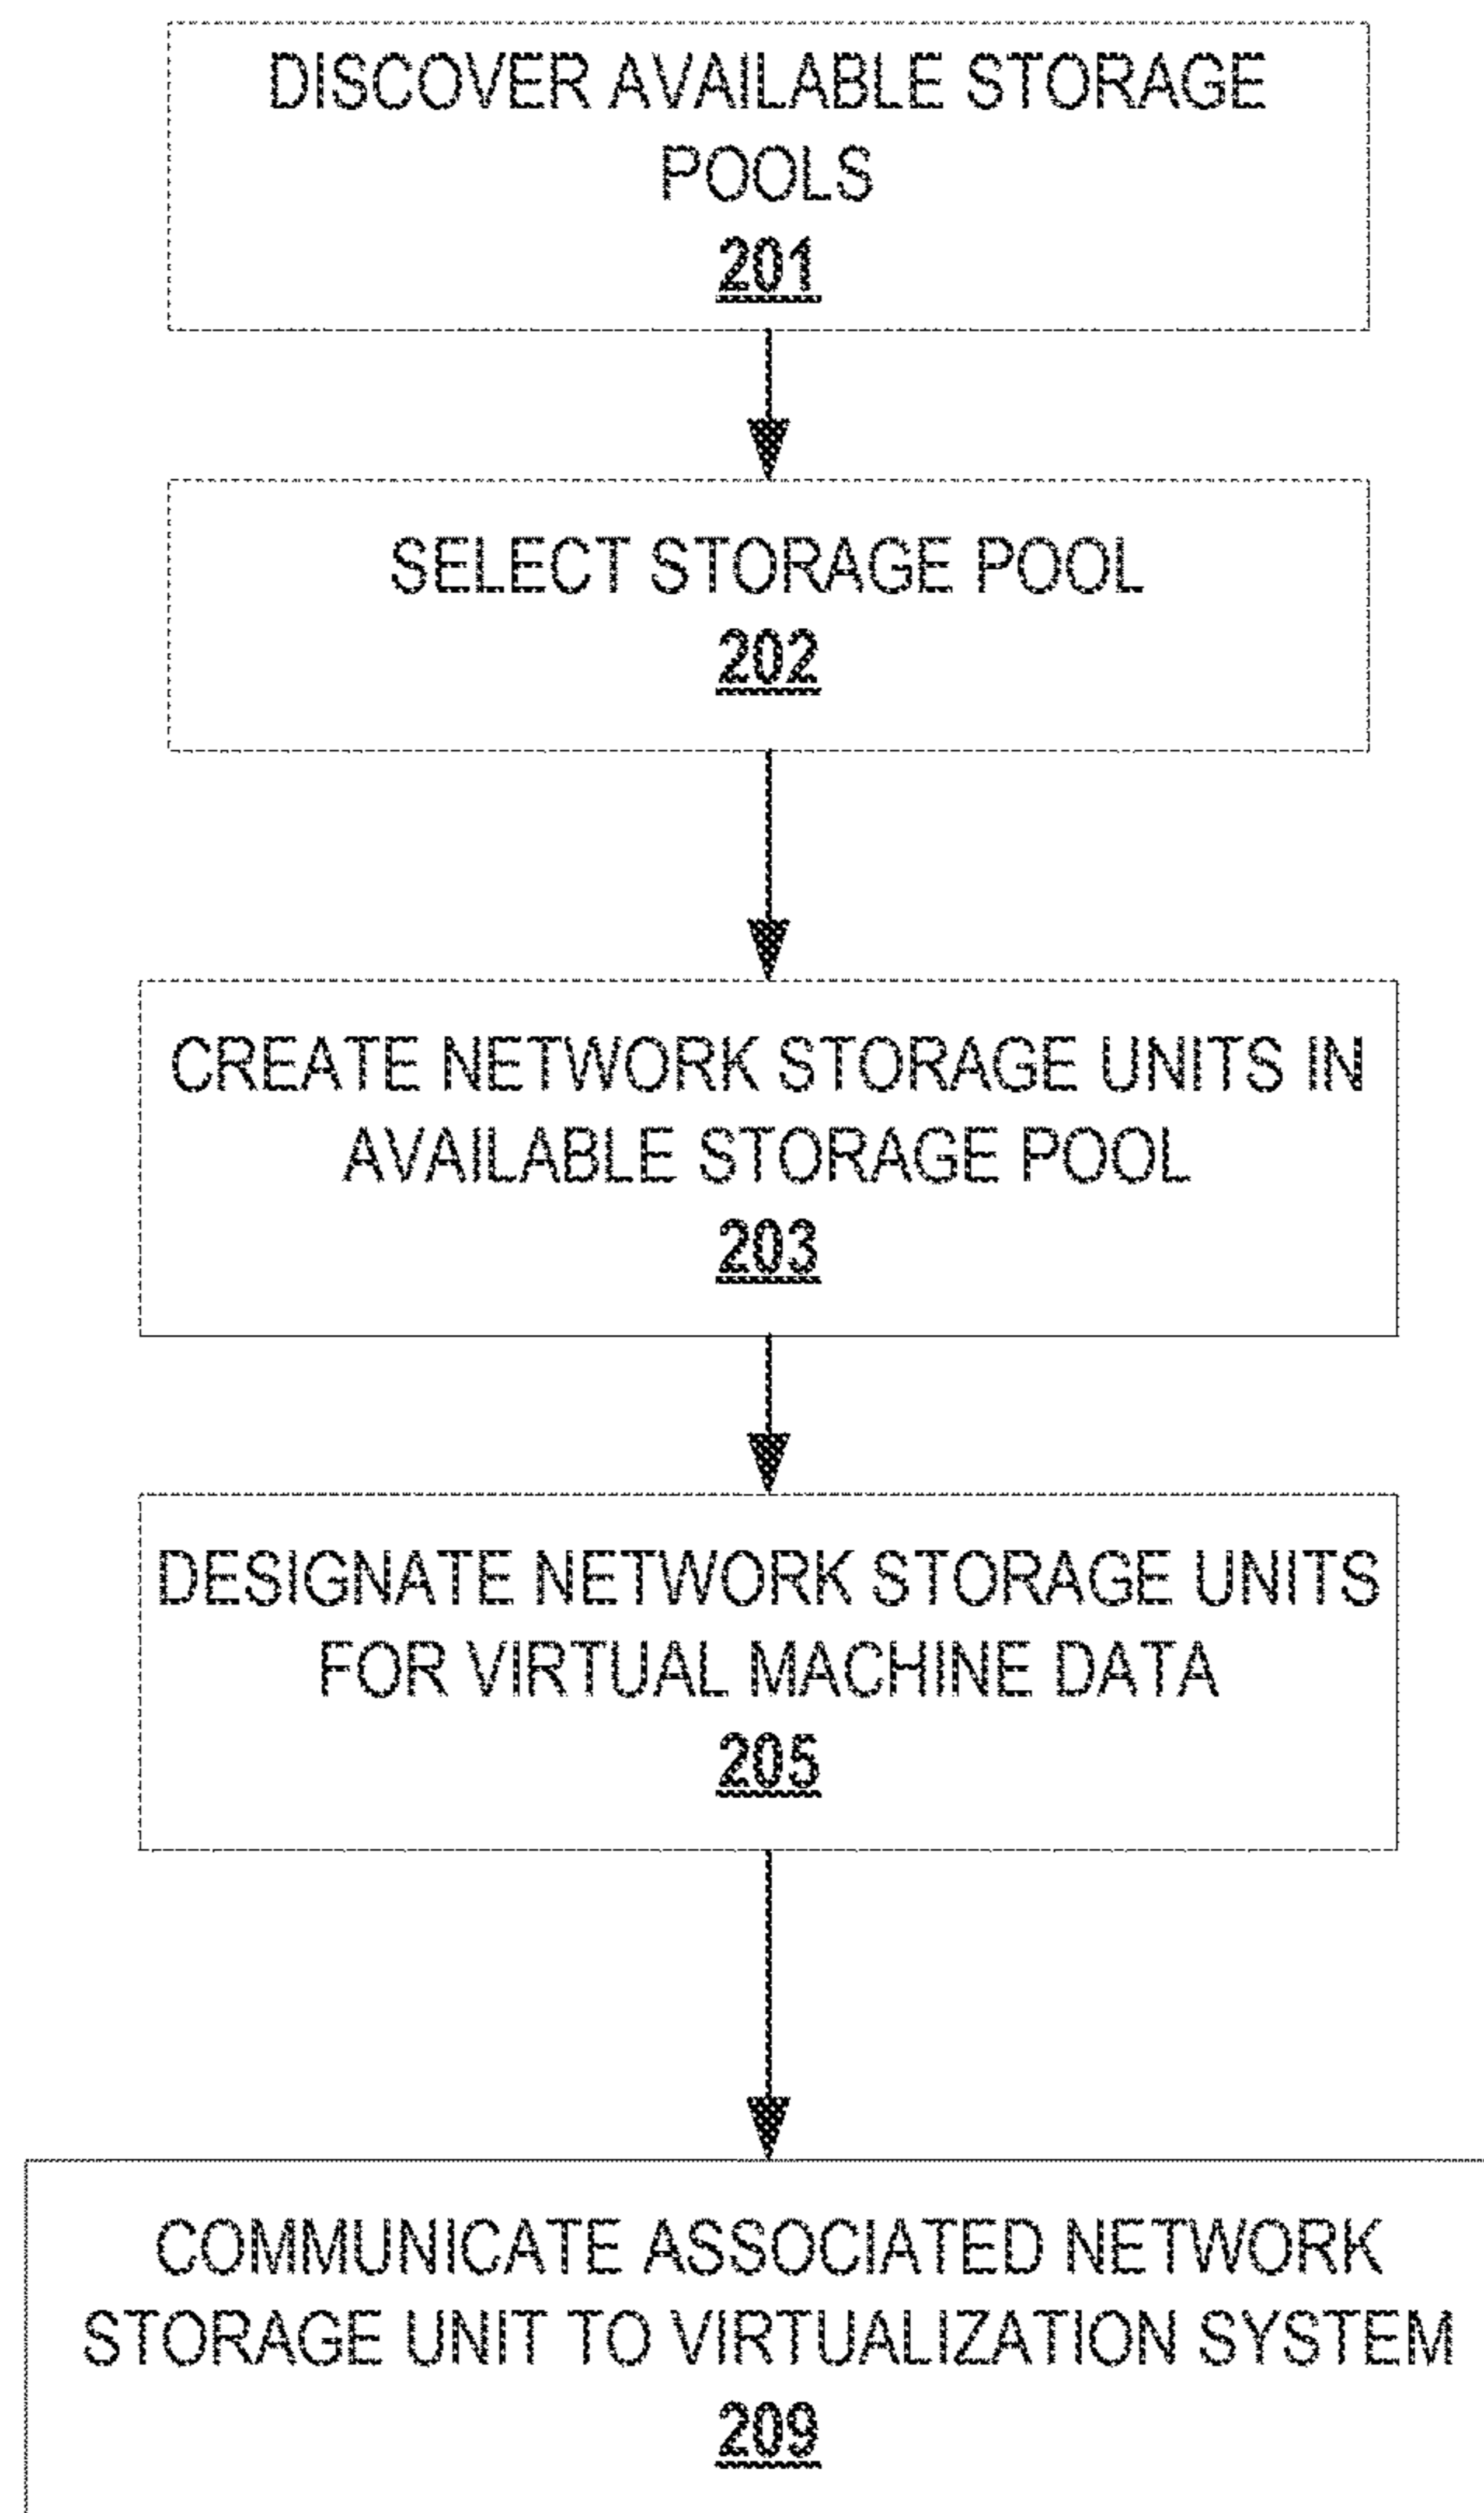 DISCOVER AVAILABLE STORAGE
POOLS
201
SELECT STORAGE POOL
202
CREATE NETWORK STORAGE UNITS IN
AVAILABLE STORAGE POOL
203
DESIGNATE NETWORK STORAGE UNITS
FOR VIRTUAL MACHINE DATA
205
COMMUNICATE ASSOCIATED NETWORK
STORAGE UNIT TO VIRTUALIZATION SYSTEM
209